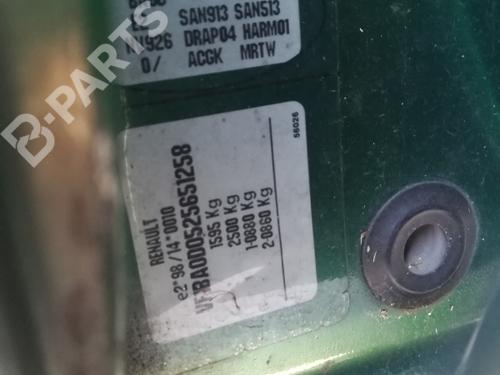 SAN913 SAN513
DRAP04 HARM01
0/ ACGK MRTW
RENAULT
e2*98/14*0010
1595 Kg
2500 Kg
1-0880 Kg
2-0860 Kg
56026
B-PARTS